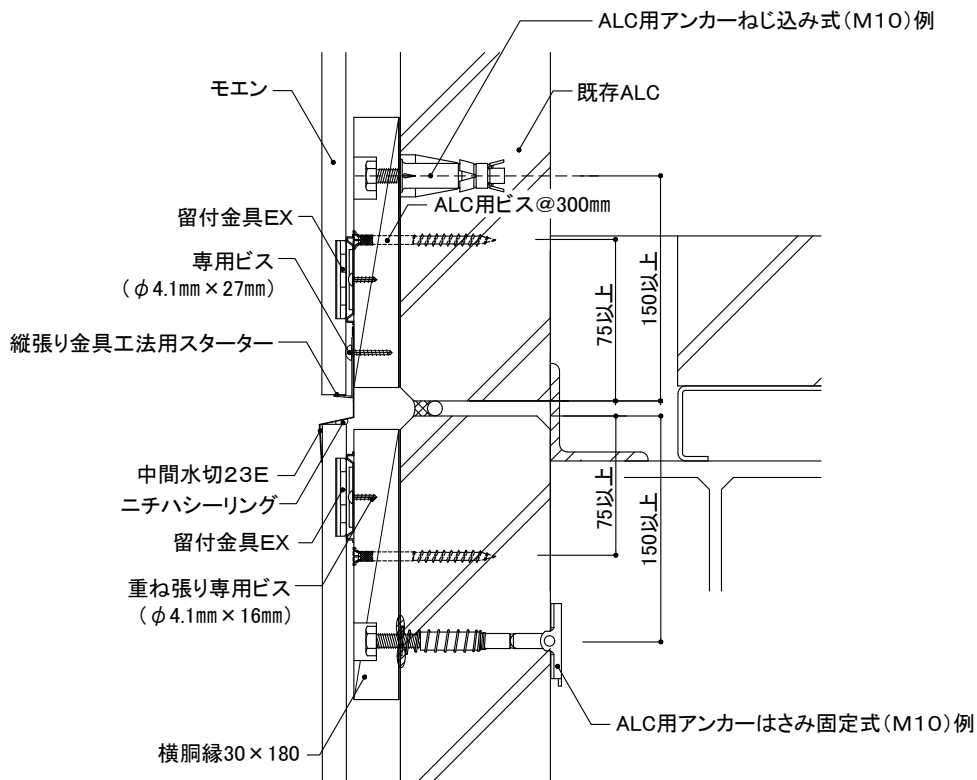 ALC用アンカーねじ込み式(M10)例
モエン
既存ALC
留付金具EX
ALC用ビス@300mm
専用ビス
(φ4.1mm×27mm)
75以上
150以上
縦張り金具工法用スターター
中間水切23E
ニチハシーリング
留付金具EX
75以上
150以上
重ね張り専用ビス
(φ4.1mm×16mm)
ALC用アンカーはさみ固定式(M10)例
横胴縁30×180